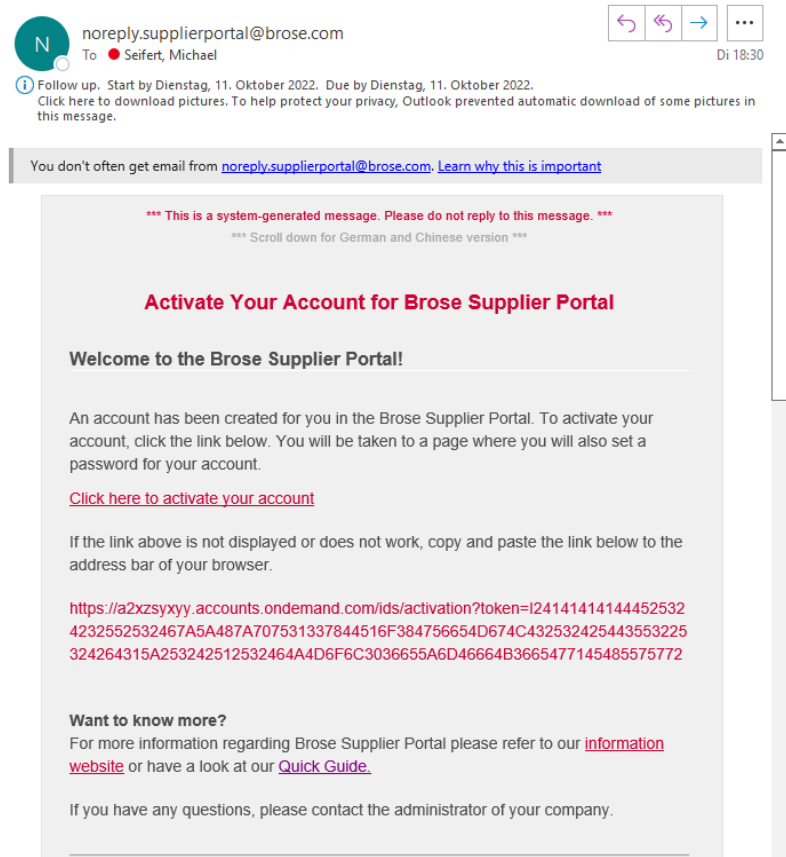 N
noreply.supplierportal@brose.com
To Seifert, Michael
Di 18:30
Follow up. Start by Dienstag, 11. Oktober 2022. Due by Dienstag, 11. Oktober 2022.
Click here to download pictures. To help protect your privacy, Outlook prevented automatic download of some pictures in
this message.
You don't often get email from noreply.supplierportal@brose.com. Learn why this is important
*** This is a system-generated message. Please do not reply to this message. ***
*** Scroll down for German and Chinese version ***
Activate Your Account for Brose Supplier Portal
Welcome to the Brose Supplier Portal!
An account has been created for you in the Brose Supplier Portal. To activate your
account, click the link below. You will be taken to a page where you will also set a
password for your account.
Click here to activate your account
If the link above is not displayed or does not work, copy and paste the link below to the
address bar of your browser.
https://a2xzsyxyy.accounts.ondemand.com/ids/activation?token=I24141414144452532
4232552532467A5A487A707531337844516F384756654D674C432532425443553225
324264315A253242512532464A4D6F6C3036655A6D46664B3665477145485575772
Want to know more?
For more information regarding Brose Supplier Portal please refer to our information
website or have a look at our Quick Guide.
If you have any questions, please contact the administrator of your company.